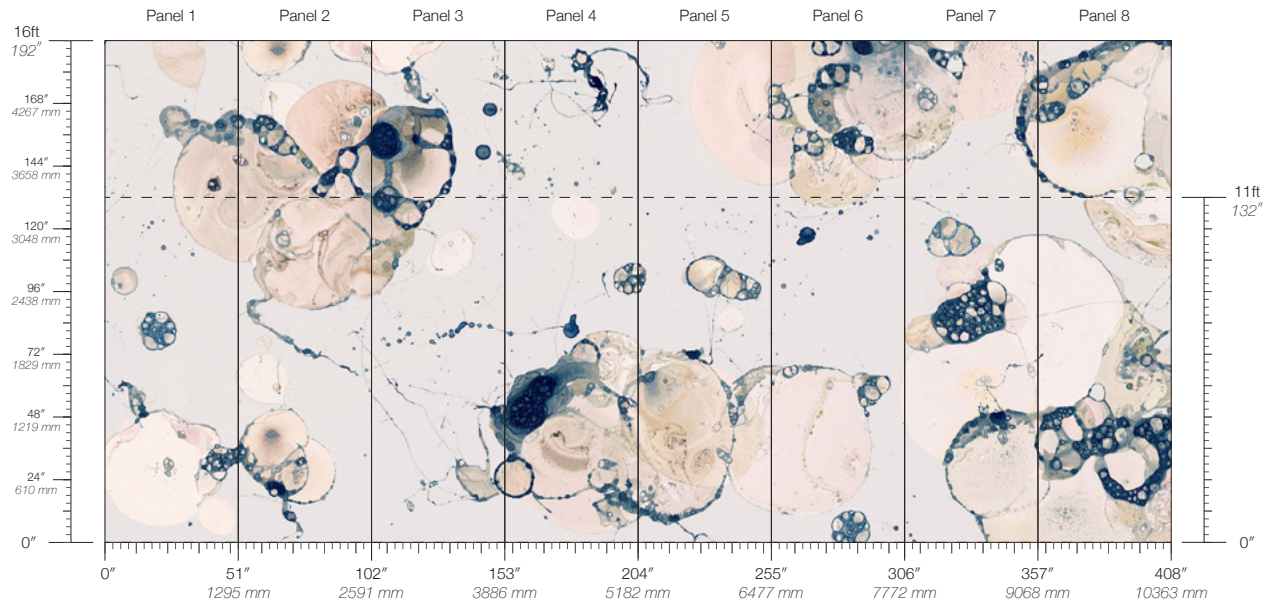 Panel 1 Panel 2 Panel 3 Panel 4 Panel 5 Panel 6 Panel 7 Panel 8
16ft
192"
168"
4267 mm
144"
3658 mm
11ft
132"
120"
3048 mm
96"
2438 mm
72"
1829 mm
48"
1219 mm
24"
610 mm
0" 0"
0" 51" 102" 153" 204" 255" 306" 357" 408"
1295 mm 2591 mm 3886 mm 5182 mm 6477 mm 7772 mm 9068 mm 10363 mm